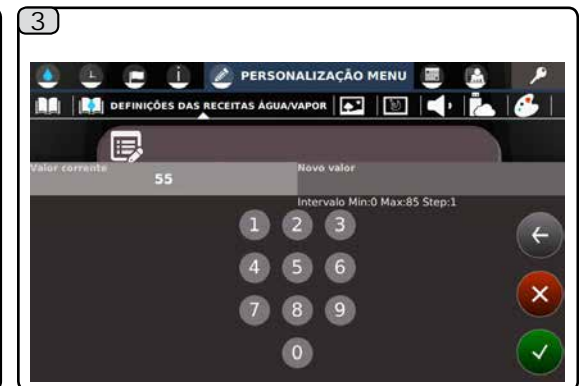 3
PERSONALIZAÇÃO MENU
DEFINIÇÕES DAS RECEITAS ÁGUA/VAPOR
Valor corrente
Novo valor
55
Intervalo Min:0 Max:85 Step:1
1 2 3
4 5 6
7 8 9
0